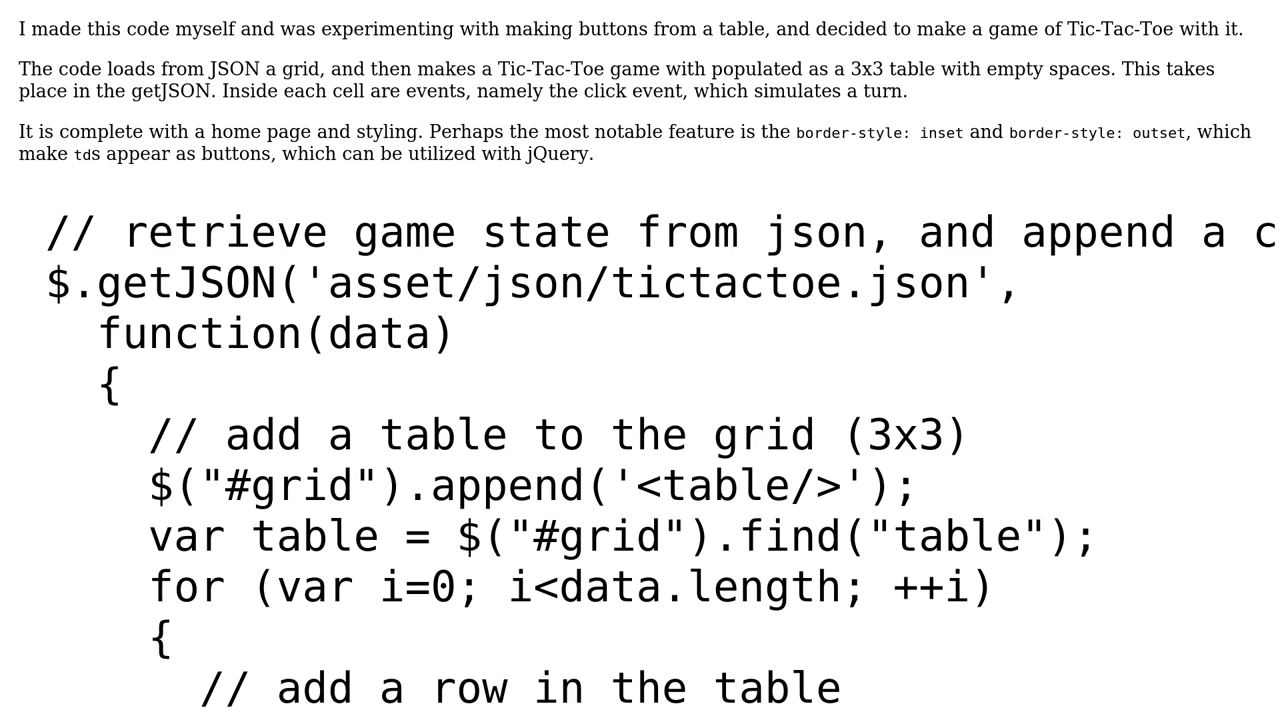 I made this code myself and was experimenting with making buttons from a table, and decided to make a game of Tic-Tac-Toe with it.
The code loads from JSON a grid, and then makes a Tic-Tac-Toe game with populated as a 3x3 table with empty spaces. This takes
place in the getJSON. Inside each cell are events, namely the click event, which simulates a turn.
It is complete with a home page and styling. Perhaps the most notable feature is the border-style: inset and border-style: outset, which
make tds appear as buttons, which can be utilized with jQuery.
// retrieve game state from json, and append a c
$.getJSON('asset/json/tictactoe.json',
function(data)
{
// add a table to the grid (3x3)
$("#grid").append('<table/>');
var table = $("#grid").find("table");
for (var i=0; i<data.length; ++i)
{
// add a row in the table